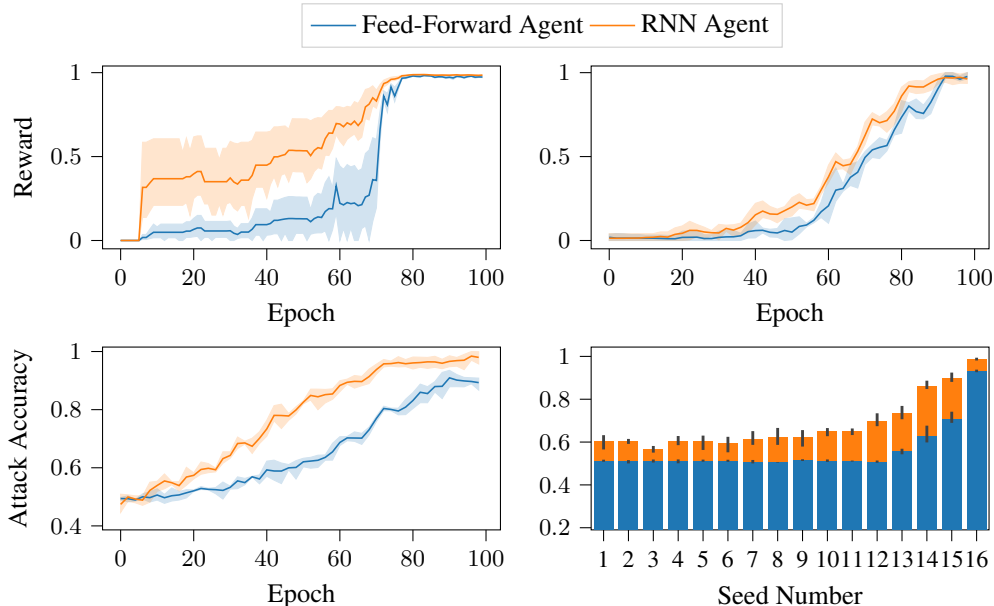 Feed-Forward Agent RNN Agent
Reward
1
0.5
0
0 20 40 60 80 100
Epoch
1
0.5
0
0 20 40 60 80 100
Epoch
Attack Accuracy
1
0.8
0.6
0.4
0 20 40 60 80 100
Epoch
1
0.8
0.6
0.4
0.2
1 2 3 4 5 6 7 8 9 10 11 12 13 14 15 16
Seed Number